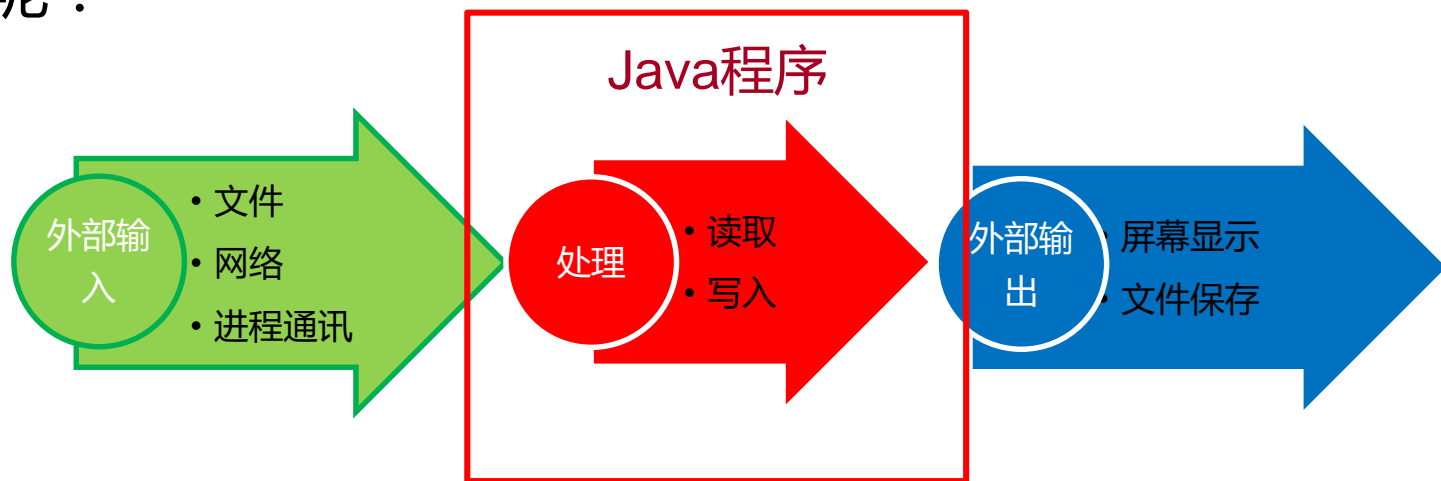 呢？
Java程序
外部输
入
• 文件
• 网络
• 进程通讯
处理
• 读取
• 写入
外部输
出
• 屏幕显示
• 文件保存